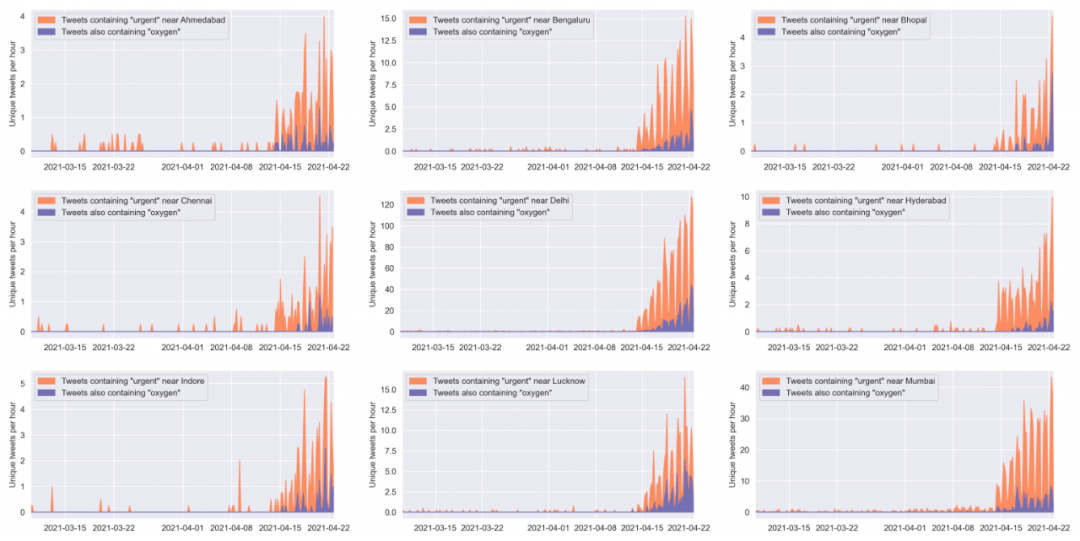 Tweets containing "urgent" near Ahmedabad
Tweets also containing "oxygen"
Unique tweets per hour
4
3
2
1
0
2021-03-15 2021-03-22 2021-04-01 2021-04-08 2021-04-15 2021-04-22
Tweets containing "urgent" near Bengaluru
Tweets also containing "oxygen"
Unique tweets per hour
15.0
12.5
10.0
7.5
5.0
2.5
0.0
2021-03-15 2021-03-22 2021-04-01 2021-04-08 2021-04-15 2021-04-22
Tweets containing "urgent" near Bhopal
Tweets also containing "oxygen"
Unique tweets per hour
4
3
2
1
0
2021-03-15 2021-03-22 2021-04-01 2021-04-08 2021-04-15 2021-04-22
Tweets containing "urgent" near Chennai
Tweets also containing "oxygen"
Unique tweets per hour
4
3
2
1
0
2021-03-15 2021-03-22 2021-04-01 2021-04-08 2021-04-15 2021-04-22
Tweets containing "urgent" near Delhi
Tweets also containing "oxygen"
Unique tweets per hour
120
100
80
60
40
20
0
2021-03-15 2021-03-22 2021-04-01 2021-04-08 2021-04-15 2021-04-22
Tweets containing "urgent" near Hyderabad
Tweets also containing "oxygen"
Unique tweets per hour
10
8
6
4
2
0
2021-03-15 2021-03-22 2021-04-01 2021-04-08 2021-04-15 2021-04-22
Tweets containing "urgent" near Indore
Tweets also containing "oxygen"
Unique tweets per hour
5
4
3
2
1
0
2021-03-15 2021-03-22 2021-04-01 2021-04-08 2021-04-15 2021-04-22
Tweets containing "urgent" near Lucknow
Tweets also containing "oxygen"
Unique tweets per hour
15.0
12.5
10.0
7.5
5.0
2.5
0.0
2021-03-15 2021-03-22 2021-04-01 2021-04-08 2021-04-15 2021-04-22
Tweets containing "urgent" near Mumbai
Tweets also containing "oxygen"
Unique tweets per hour
40
30
20
10
0
2021-03-15 2021-03-22 2021-04-01 2021-04-08 2021-04-15 2021-04-22